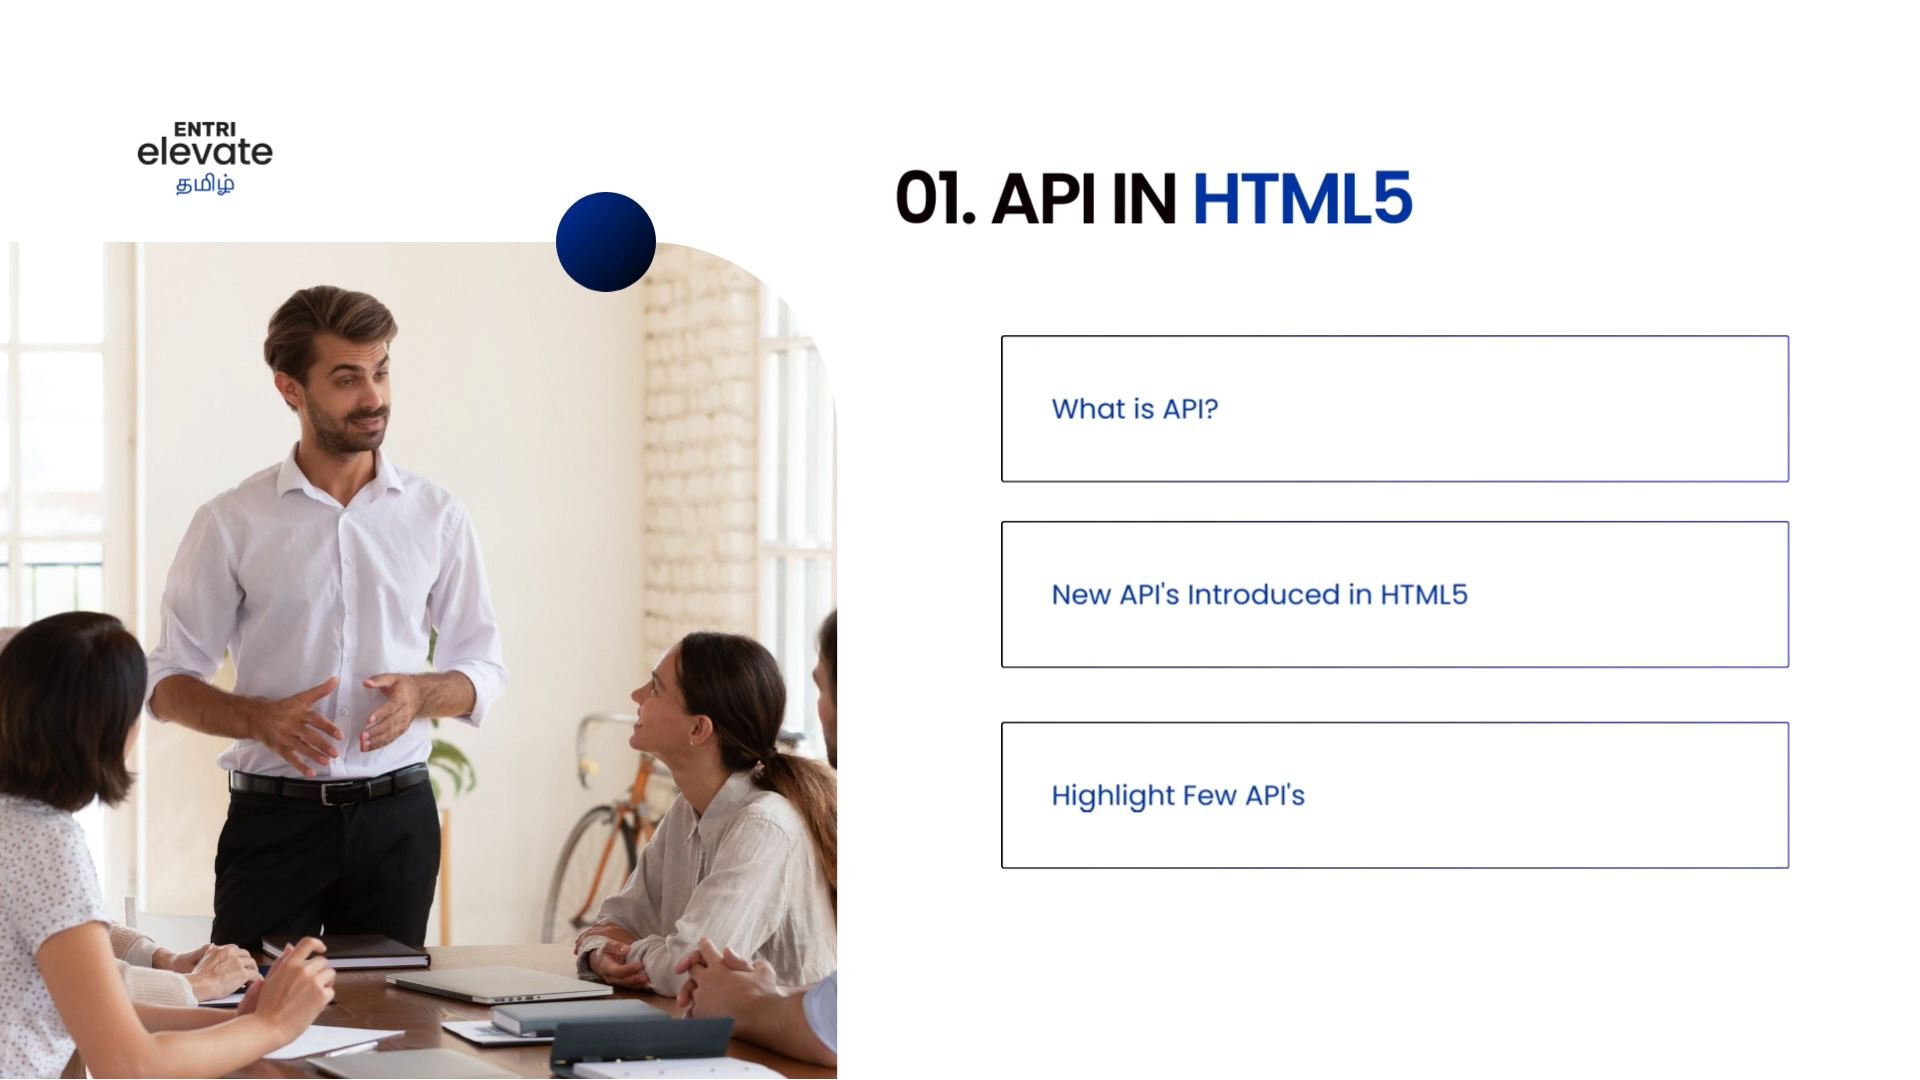 ENTRI
elevate
தமிழ்
01. API IN HTML5
What is API?
New API's Introduced in HTML5
Highlight Few API's